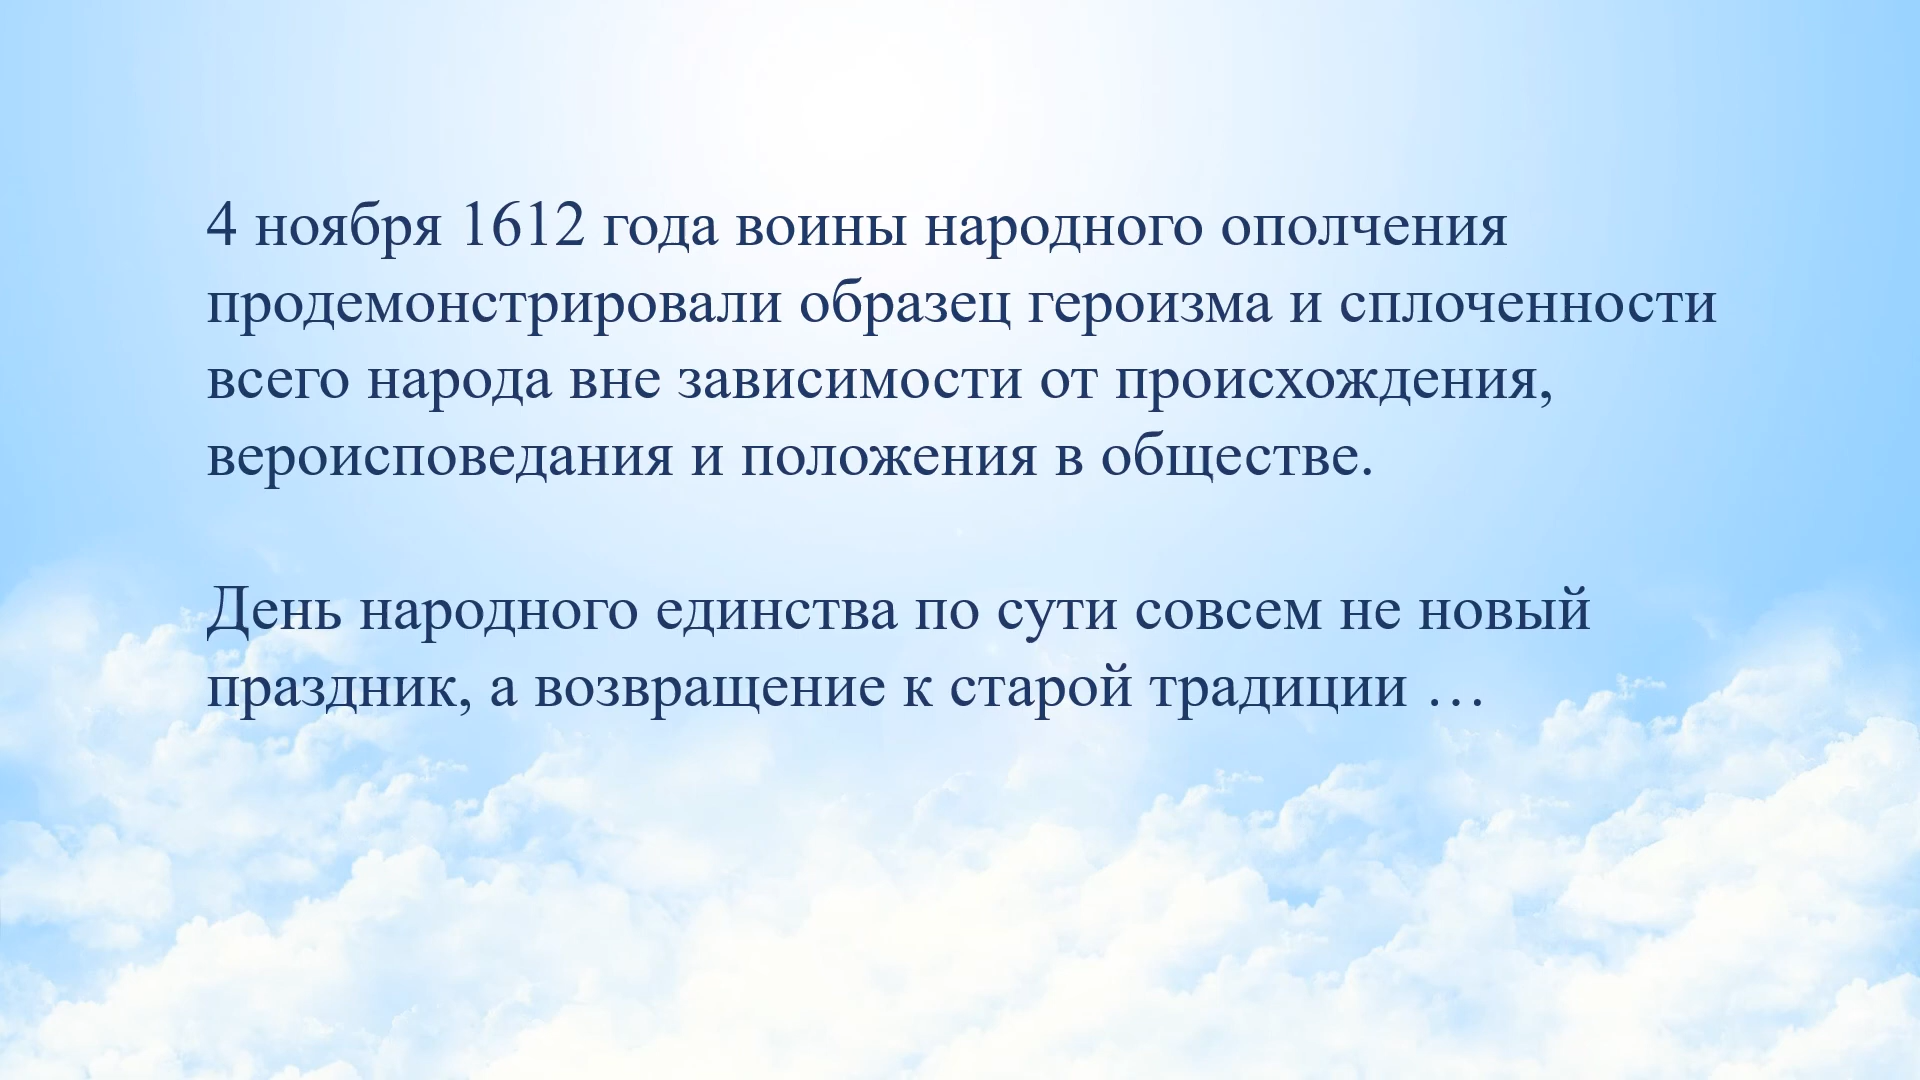 4 ноября 1612 года воины народного ополчения
продемонстрировали образец героизма и сплоченности
всего народа вне зависимости от происхождения,
вероисповедания и положения в обществе.
День народного единства по сути совсем не новый
праздник, а возвращение к старой традиции …